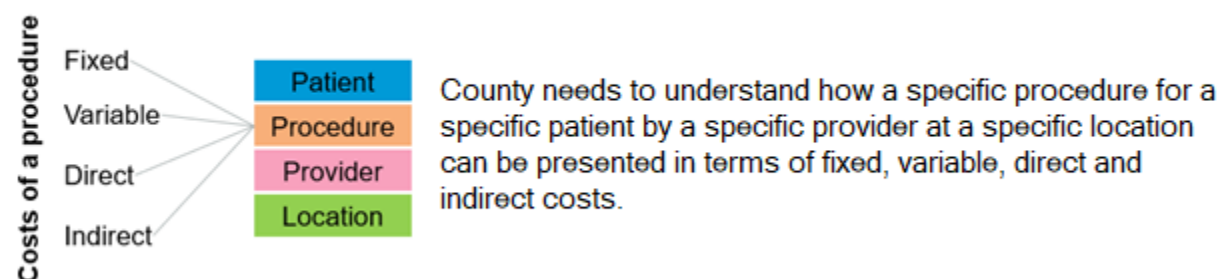 Costs of a procedure
Fixed
Variable
Direct
Indirect
Patient
Procedure
Provider
Location
County needs to understand how a specific procedure for a
specific patient by a specific provider at a specific location
can be presented in terms of fixed, variable, direct and
indirect costs.